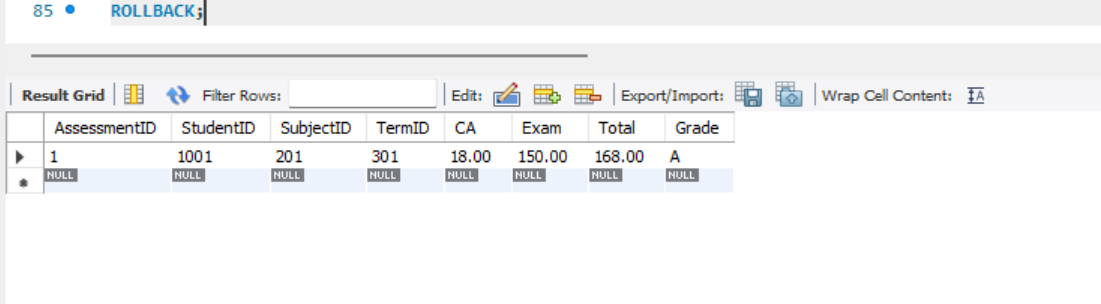 85 ROLLBACK;
Result Grid Filter Rows: Edit: Export/Import: Wrap Cell Content: IA
AssessmentID StudentID SubjectID TermID CA Exam Total Grade
1 1001 201 301 18.00 150.00 168.00 A
NULL NULL NULL NULL NULL NULL NULL NULL